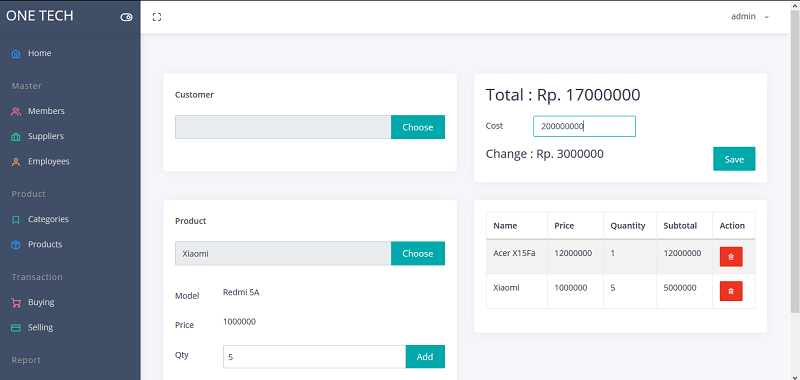 ONE TECH
admin
Home
Master
Members
Suppliers
Employees
Product
Categories
Products
Transaction
Buying
Selling
Report
Customer
Choose
Total : Rp. 17000000
Cost 200000000
Change : Rp. 3000000
Save
Product
Xiaomi Choose
Model Redmi 5A
Price 1000000
Qty 5 Add
Name Price Quantity Subtotal Action
Acer X15Fa 12000000 1 12000000
Xiaomi 1000000 5 5000000